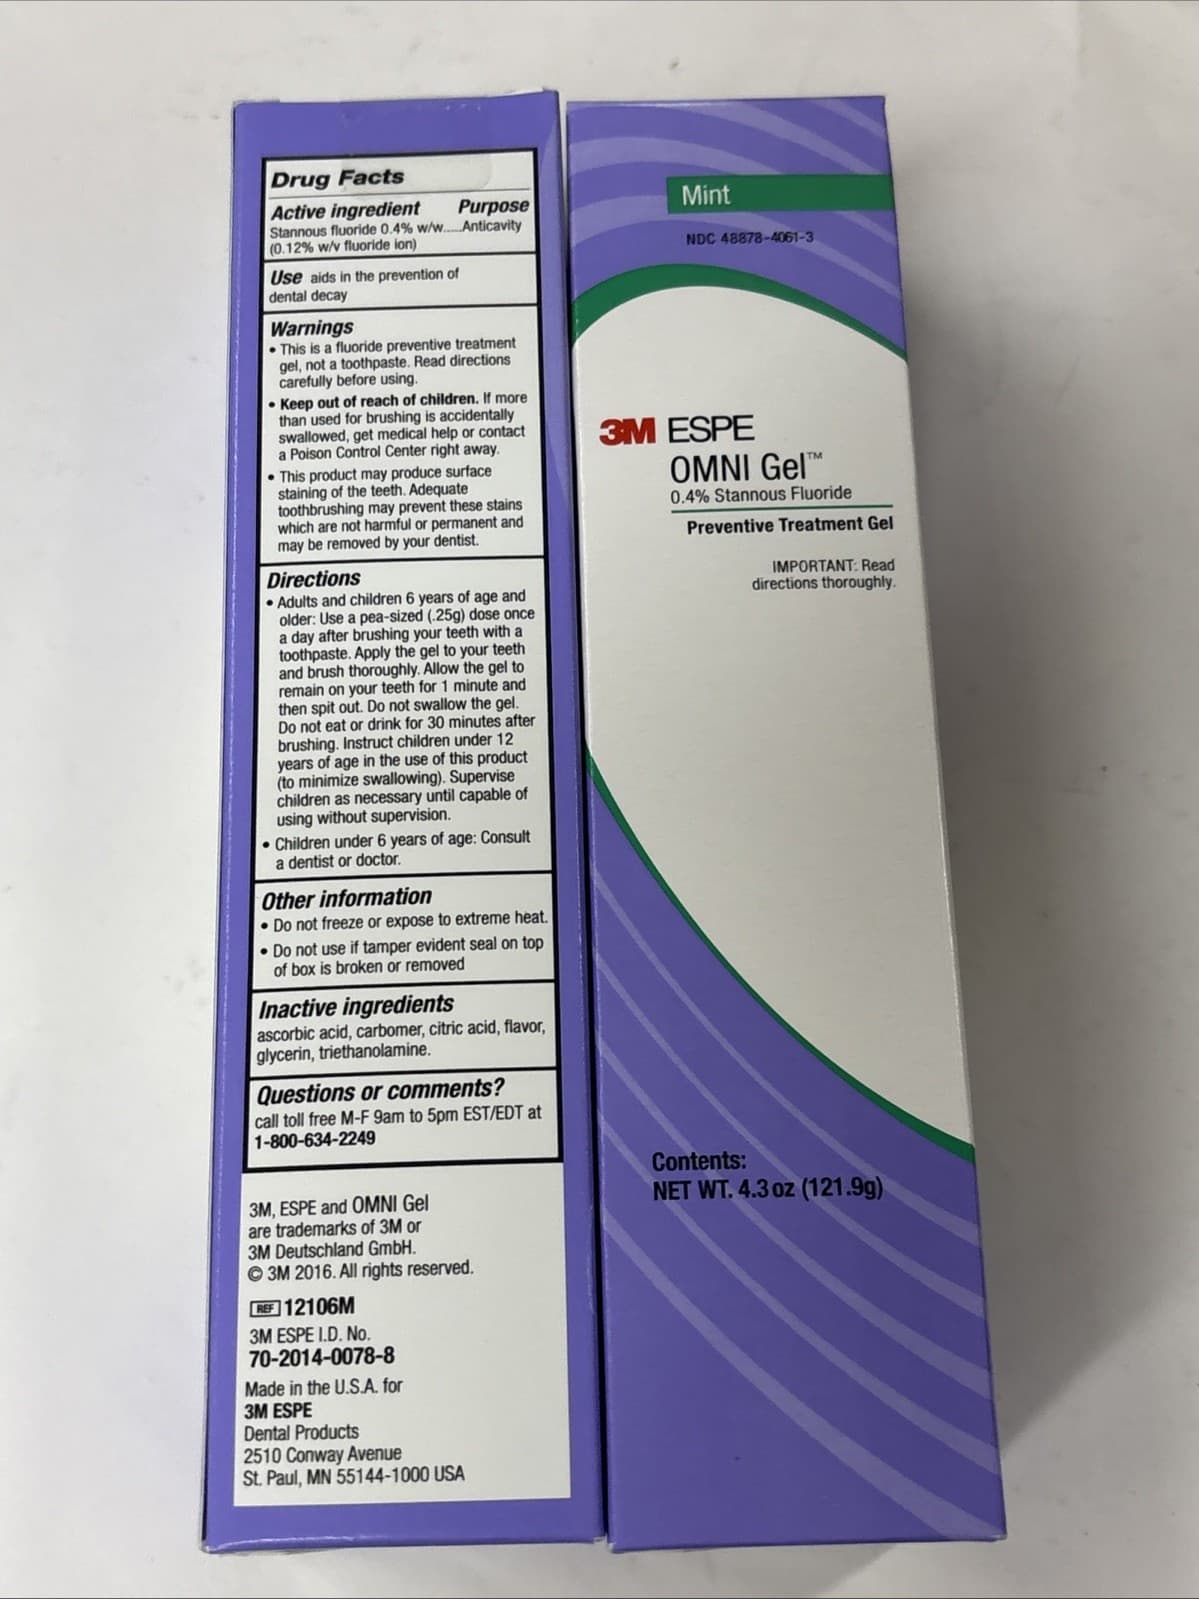 Drug Facts
Active ingredient Purpose
Stannous fluoride 0.4% w/w.....Anticavity
(0.12% w/v fluoride ion)
Use aids in the prevention of
dental decay
Warnings
• This is a fluoride preventive treatment
gel, not a toothpaste. Read directions
carefully before using.
• Keep out of reach of children. If more
than used for brushing is accidentally
swallowed, get medical help or contact
a Poison Control Center right away.
• This product may produce surface
staining of the teeth. Adequate
toothbrushing may prevent these stains
which are not harmful or permanent and
may be removed by your dentist.
Directions
• Adults and children 6 years of age and
older: Use a pea-sized (.25g) dose once
a day after brushing your teeth with a
toothpaste. Apply the gel to your teeth
and brush thoroughly. Allow the gel to
remain on your teeth for 1 minute and
then spit out. Do not swallow the gel.
Do not eat or drink for 30 minutes after
brushing. Instruct children under 12
years of age in the use of this product
(to minimize swallowing). Supervise
children as necessary until capable of
using without supervision.
• Children under 6 years of age: Consult
a dentist or doctor.
Other information
• Do not freeze or expose to extreme heat.
• Do not use if tamper evident seal on top
of box is broken or removed
Inactive ingredients
ascorbic acid, carbomer, citric acid, flavor,
glycerin, triethanolamine.
Questions or comments?
call toll free M-F 9am to 5pm EST/EDT at
1-800-634-2249
3M, ESPE and OMNI Gel
are trademarks of 3M or
3M Deutschland GmbH.
© 3M 2016. All rights reserved.
REF 12106M
3M ESPE I.D. No.
70-2014-0078-8
Made in the U.S.A. for
3M ESPE
Dental Products
2510 Conway Avenue
St. Paul, MN 55144-1000 USA
Mint
NDC 48878-4061-3
3M ESPE
OMNI Gel™
0.4% Stannous Fluoride
Preventive Treatment Gel
IMPORTANT: Read
directions thoroughly.
Contents:
NET WT. 4.3 oz (121.9g)